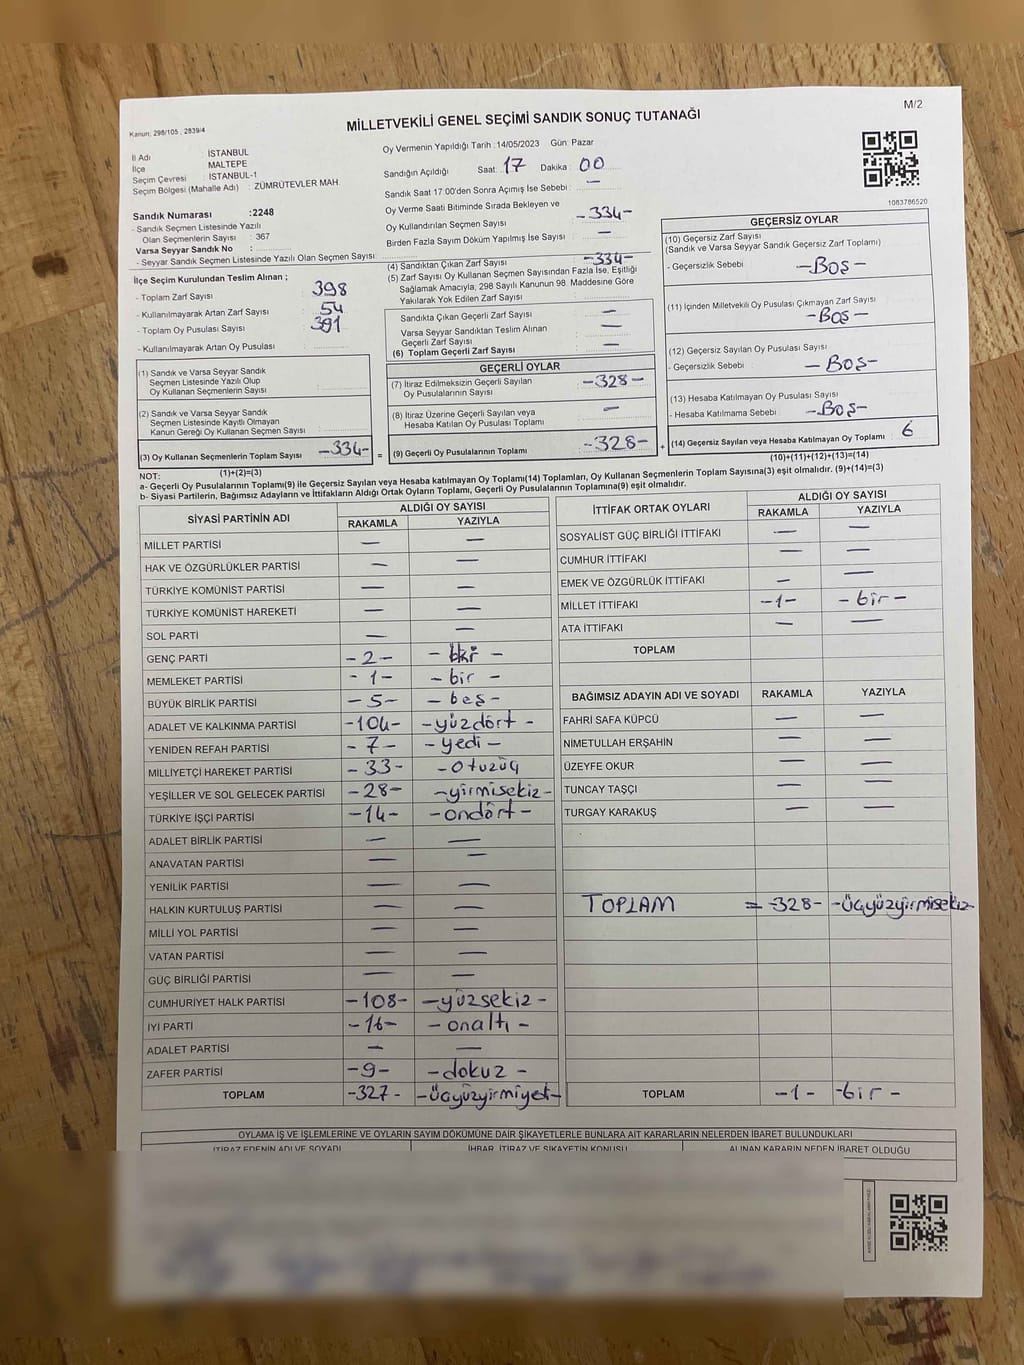 M/2
Kanun; 298/105 , 2839/4
MİLLETVEKİLİ GENEL SEÇİMİ SANDIK SONUÇ TUTANAĞI
İl Adı : İSTANBUL
İlçe : MALTEPE
Seçim Çevresi : İSTANBUL-1
Seçim Bölgesi (Mahalle Adı) : ZÜMRÜTEVLER MAH.
Sandık Numarası :2248
- Sandık Seçmen Listesinde Yazılı
Olan Seçmenlerin Sayısı : 367
Varsa Seyyar Sandık No :
- Seyyar Sandık Seçmen Listesinde Yazılı Olan Seçmen Sayısı :
Oy Vermenin Yapıldığı Tarih :14/05/2023 Gün: Pazar
Sandığın Açıldığı Saat: 17 Dakika : 00
Sandık Saat 17:00'den Sonra Açımış İse Sebebi : —
Oy Verme Saati Bitiminde Sırada Bekleyen ve
Oy Kullandırılan Seçmen Sayısı -334-
Birden Fazla Sayım Döküm Yapılmış İse Sayısı : —
1083786520
İlçe Seçim Kurulundan Teslim Alınan ;
- Toplam Zarf Sayısı : 398
- Kullanılmayarak Artan Zarf Sayısı : 54
- Toplam Oy Pusulası Sayısı : 391
- Kullanılmayarak Artan Oy Pusulası :
(4) Sandıktan Çıkan Zarf Sayısı : -334-
(5) Zarf Sayısı Oy Kullanan Seçmen Sayısından Fazla İse, Eşitliği
Sağlamak Amacıyla, 298 Sayılı Kanunun 98. Maddesine Göre
Yakılarak Yok Edilen Zarf Sayısı :
Sandıkta Çıkan Geçerli Zarf Sayısı : —
Varsa Seyyar Sandıktan Teslim Alınan
Geçerli Zarf Sayısı : —
(6) Toplam Geçerli Zarf Sayısı : —
GEÇERSİZ OYLAR
(10) Geçersiz Zarf Sayısı
(Sandık ve Varsa Seyyar Sandık Geçersiz Zarf Toplamı)
- Geçersizlik Sebebi : -BOŞ-
(11) İçinden Milletvekili Oy Pusulası Çıkmayan Zarf Sayısı
-BOŞ-
(12) Geçersiz Sayılan Oy Pusulası Sayısı :
- Geçersizlik Sebebi : -BOŞ-
(13) Hesaba Katılmayan Oy Pusulası Sayısı :
- Hesaba Katılmama Sebebi : -BOŞ-
(14) Geçersiz Sayılan veya Hesaba Katılmayan Oy Toplamı : 6
(10)+(11)+(12)+(13)=(14)
(1) Sandık ve Varsa Seyyar Sandık
Seçmen Listesinde Yazılı Olup
Oy Kullanan Seçmenlerin Sayısı :
(2) Sandık ve Varsa Seyyar Sandık
Seçmen Listesinde Kayıtlı Olmayan
Kanun Gereği Oy Kullanan Seçmen Sayısı :
(3) Oy Kullanan Seçmenlerin Toplam Sayısı : -334- =
(1)+(2)=(3)
GEÇERLİ OYLAR
(7) İtiraz Edilmeksizin Geçerli Sayılan
Oy Pusulalarının Sayısı : -328-
(8) İtiraz Üzerine Geçerli Sayılan veya
Hesaba Katılan Oy Pusulası Toplamı : —
(9) Geçerli Oy Pusulalarının Toplamı : -328- +
NOT:
a- Geçerli Oy Pusulalarının Toplamı(9) ile Geçersiz Sayılan veya Hesaba Katılmayan Oy Toplamı(14) Toplamları, Oy Kullanan Seçmenlerin Toplam Sayısına(3) eşit olmalıdır. (9)+(14)=(3)
b- Siyasi Partilerin, Bağımsız Adayların ve İttifakların Aldığı Ortak Oyların Toplamı, Geçerli Oy Pusulalarının Toplamına(9) eşit olmalıdır.
SİYASİ PARTİNİN ADI ALDIĞI OY SAYISI
RAKAMLA YAZIYLA
MİLLET PARTİSİ — —
HAK VE ÖZGÜRLÜKLER PARTİSİ — —
TÜRKİYE KOMÜNİST PARTİSİ — —
TÜRKİYE KOMÜNİST HAREKETİ — —
SOL PARTİ — —
GENÇ PARTİ -2- -iki-
MEMLEKET PARTİSİ -1- -bir-
BÜYÜK BİRLİK PARTİSİ -5- -beş-
ADALET VE KALKINMA PARTİSİ -104- -yüzdört-
YENİDEN REFAH PARTİSİ -7- -yedi-
MİLLİYETÇİ HAREKET PARTİSİ -33- -otuzüç
YEŞİLLER VE SOL GELECEK PARTİSİ -28- -yirmisekiz-
TÜRKİYE İŞÇİ PARTİSİ -14- -ondört-
ADALET BİRLİK PARTİSİ — —
ANAVATAN PARTİSİ — —
YENİLİK PARTİSİ — —
HALKIN KURTULUŞ PARTİSİ — —
MİLLİ YOL PARTİSİ — —
VATAN PARTİSİ — —
GÜÇ BİRLİĞİ PARTİSİ — —
CUMHURİYET HALK PARTİSİ -108- -yüzsekiz-
İYİ PARTİ -16- -onaltı-
ADALET PARTİSİ — —
ZAFER PARTİSİ -9- -dokuz-
TOPLAM -327- -üçyüzyirmiyedi-
İTTİFAK ORTAK OYLARI ALDIĞI OY SAYISI
RAKAMLA YAZIYLA
SOSYALİST GÜÇ BİRLİĞİ İTTİFAKI — —
CUMHUR İTTİFAKI — —
EMEK VE ÖZGÜRLÜK İTTİFAKI — —
MİLLET İTTİFAKI -1- -bir-
ATA İTTİFAKI — —
TOPLAM
BAĞIMSIZ ADAYIN ADI VE SOYADI RAKAMLA YAZIYLA
FAHRİ SAFA KÜPCÜ — —
NİMETULLAH ERŞAHİN — —
ÜZEYFE OKUR — —
TUNCAY TAŞÇI — —
TURGAY KARAKUŞ — —
TOPLAM = -328- -üçyüzyirmisekiz-
TOPLAM -1- -bir-
OYLAMA İŞ VE İŞLEMLERİNE VE OYLARIN SAYIM DÖKÜMÜNE DAİR ŞİKAYETLERLE BUNLARA AİT KARARLARIN NELERDEN İBARET BULUNDUKLARI
İTİRAZ EDENİN ADI VE SOYADI İHBAR, İTİRAZ VE ŞİKAYETİN KONUSU ALINAN KARARIN NEDEN İBARET OLDUĞU